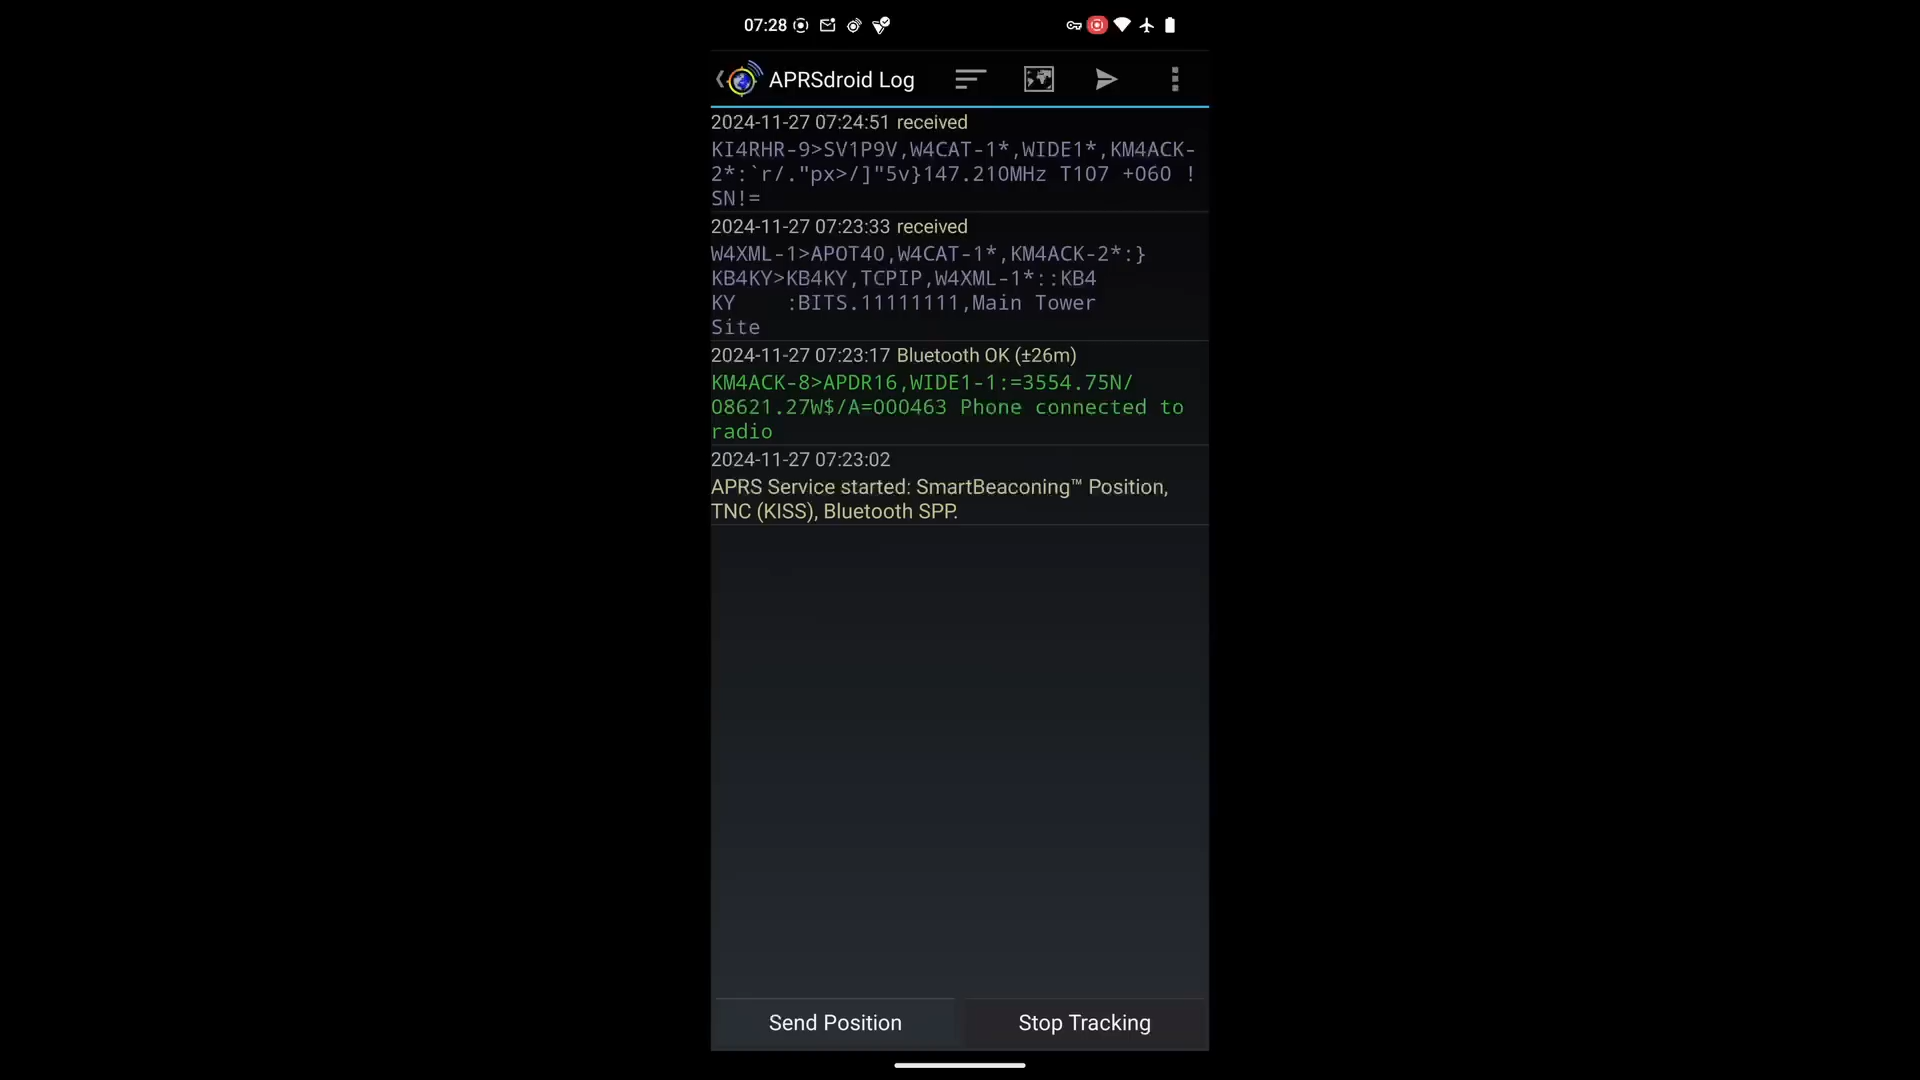 07:28
APRSdroid Log
2024-11-27 07:24:51 received
KI4RHR-9>SV1P9V,W4CAT-1*,WIDE1*,KM4ACK-
2*:`r/."px>/]"5v}147.210MHz T107 +060 !
SN!=
2024-11-27 07:23:33 received
W4XML-1>APOT40,W4CAT-1*,KM4ACK-2*:}
KB4KY>KB4KY,TCPIP,W4XML-1*::KB4
KY    :BITS.11111111,Main Tower
Site
2024-11-27 07:23:17 Bluetooth OK (±26m)
KM4ACK-8>APDR16,WIDE1-1:=3554.75N/
08621.27W$/A=000463 Phone connected to
radio
2024-11-27 07:23:02
APRS Service started: SmartBeaconing™ Position,
TNC (KISS), Bluetooth SPP.
Send Position
Stop Tracking